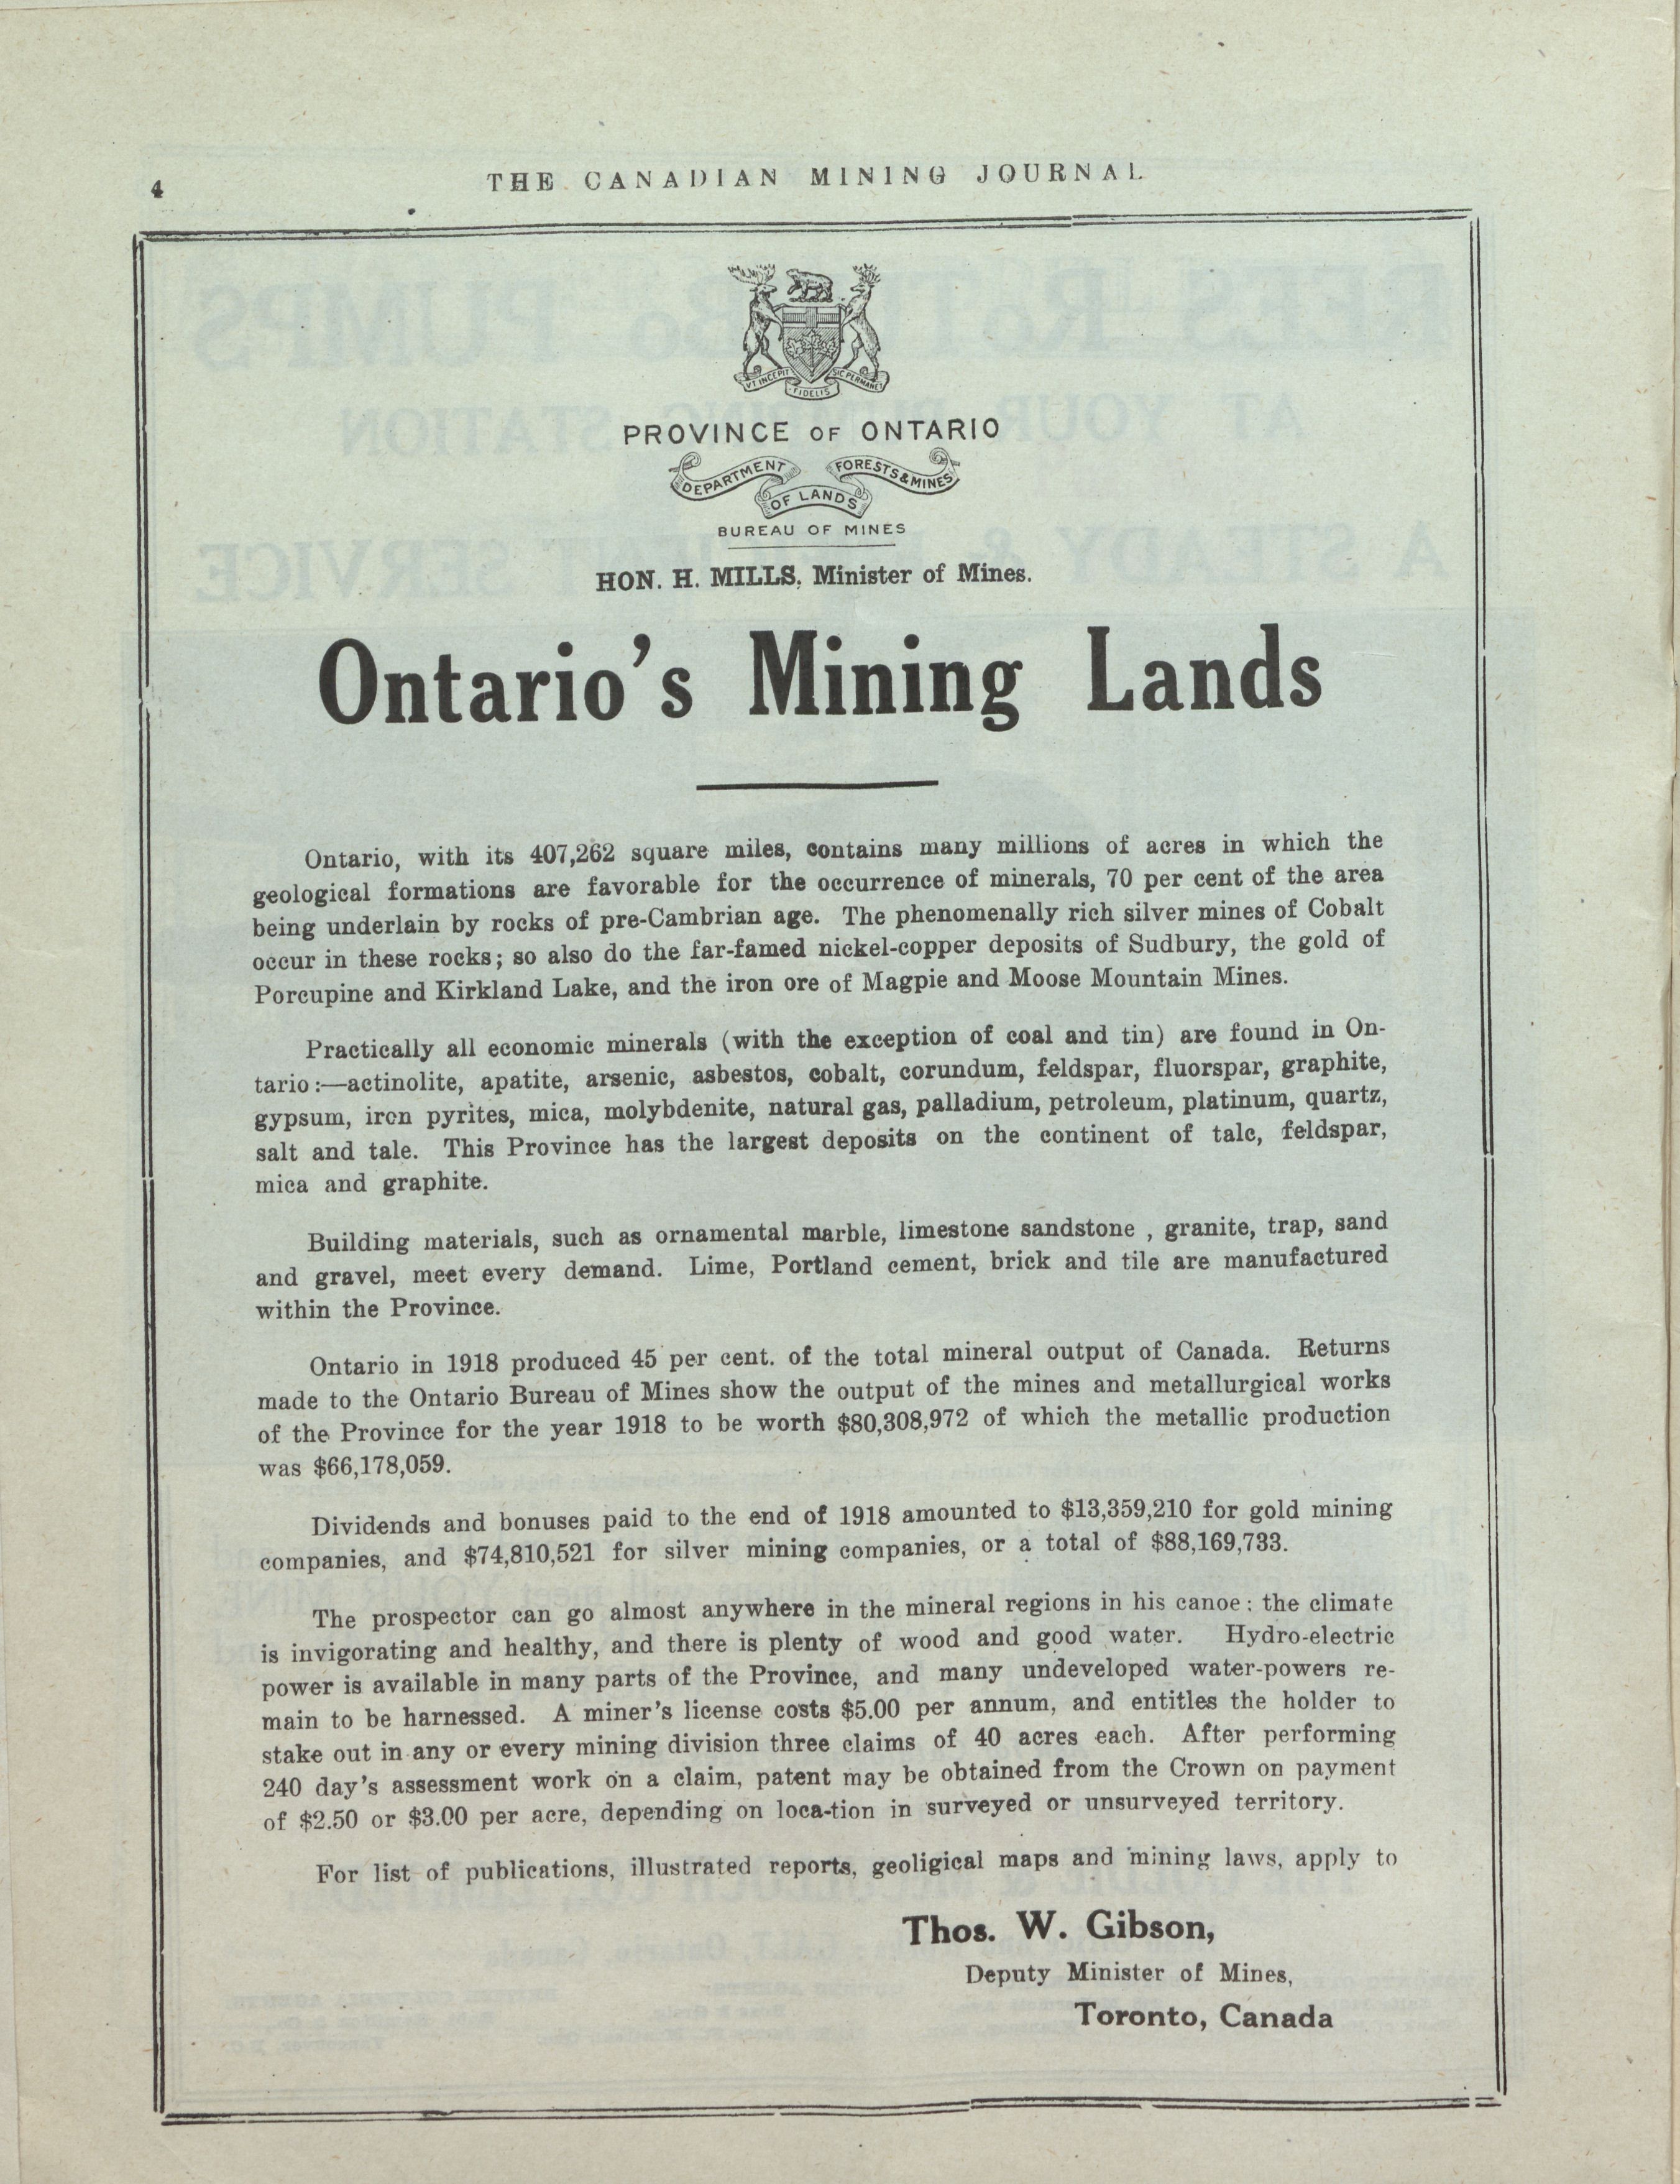 4
THE CANADIAN MINING JOURNAL
VT INCEPIT
FIDELIS
SIC PERMANET
PROVINCE OF ONTARIO
DEPARTMENT
OF LANDS
FORESTS & MINES
BUREAU OF MINES
HON. H. MILLS, Minister of Mines.
Ontario's Mining Lands
Ontario, with its 407,262 square miles, contains many millions of acres in which the
geological formations are favorable for the occurrence of minerals, 70 per cent of the area
being underlain by rocks of pre-Cambrian age. The phenomenally rich silver mines of Cobalt
occur in these rocks; so also do the far-famed nickel-copper deposits of Sudbury, the gold of
Porcupine and Kirkland Lake, and the iron ore of Magpie and Moose Mountain Mines.
Practically all economic minerals (with the exception of coal and tin) are found in On-
tario:—actinolite, apatite, arsenic, asbestos, cobalt, corundum, feldspar, fluorspar, graphite,
gypsum, iron pyrites, mica, molybdenite, natural gas, palladium, petroleum, platinum, quartz,
salt and tale. This Province has the largest deposits on the continent of talc, feldspar,
mica and graphite.
Building materials, such as ornamental marble, limestone sandstone , granite, trap, sand
and gravel, meet every demand. Lime, Portland cement, brick and tile are manufactured
within the Province.
Ontario in 1918 produced 45 per cent. of the total mineral output of Canada. Returns
made to the Ontario Bureau of Mines show the output of the mines and metallurgical works
of the Province for the year 1918 to be worth $80,308,972 of which the metallic production
was $66,178,059.
Dividends and bonuses paid to the end of 1918 amounted to $13,359,210 for gold mining
companies, and $74,810,521 for silver mining companies, or a total of $88,169,733.
The prospector can go almost anywhere in the mineral regions in his canoe; the climate
is invigorating and healthy, and there is plenty of wood and good water. Hydro-electric
power is available in many parts of the Province, and many undeveloped water-powers re-
main to be harnessed. A miner's license costs $5.00 per annum, and entitles the holder to
stake out in any or every mining division three claims of 40 acres each. After performing
240 day's assessment work on a claim, patent may be obtained from the Crown on payment
of $2.50 or $3.00 per acre, depending on loca-tion in surveyed or unsurveyed territory.
For list of publications, illustrated reports, geoligical maps and mining laws, apply to
Thos. W. Gibson,
Deputy Minister of Mines,
Toronto, Canada